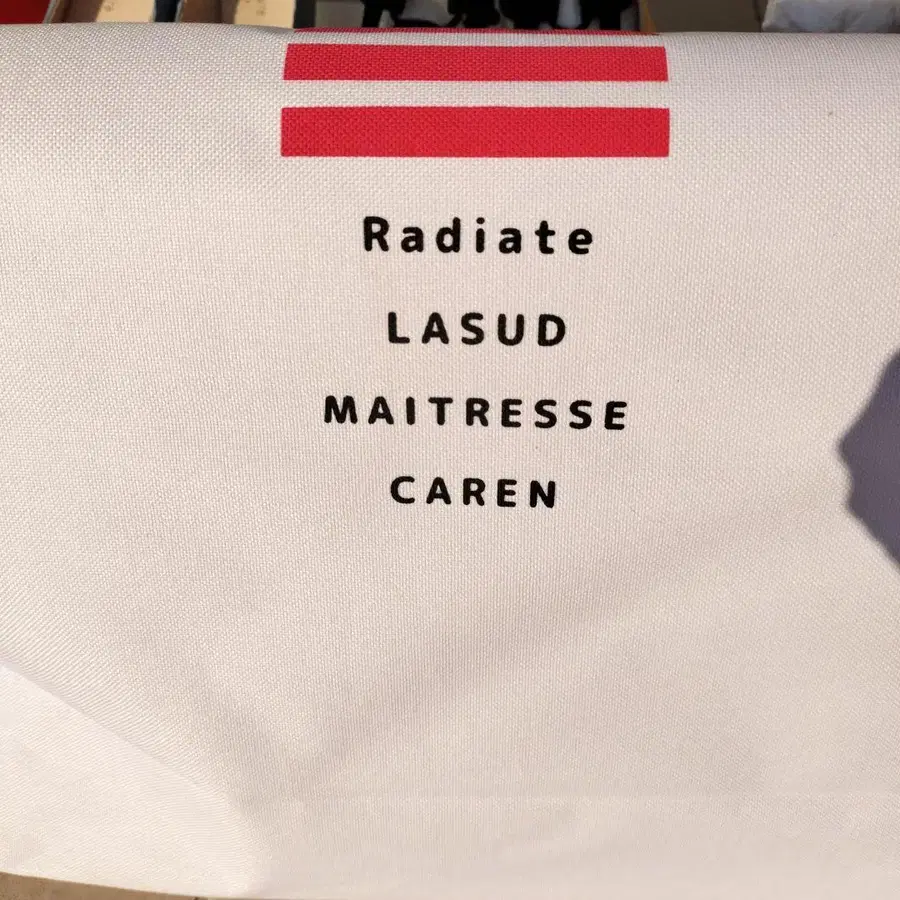 Radiate
LASUD
MAITRESSE
CAREN